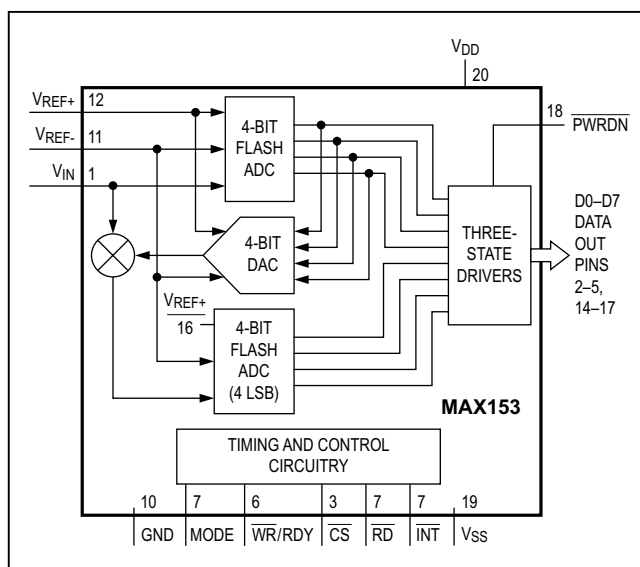 VDD
20
VREF+ 12
VREF- 11
VIN 1
4-BIT
FLASH
ADC
18 PWRDN
4-BIT
DAC
THREE-
STATE
DRIVERS
D0–D7
DATA
OUT
PINS
2–5,
14–17
VREF+
16
4-BIT
FLASH
ADC
(4 LSB)
MAX153
TIMING AND CONTROL
CIRCUITRY
10 7 6 3 7 7 19
GND MODE WR/RDY CS RD INT VSS